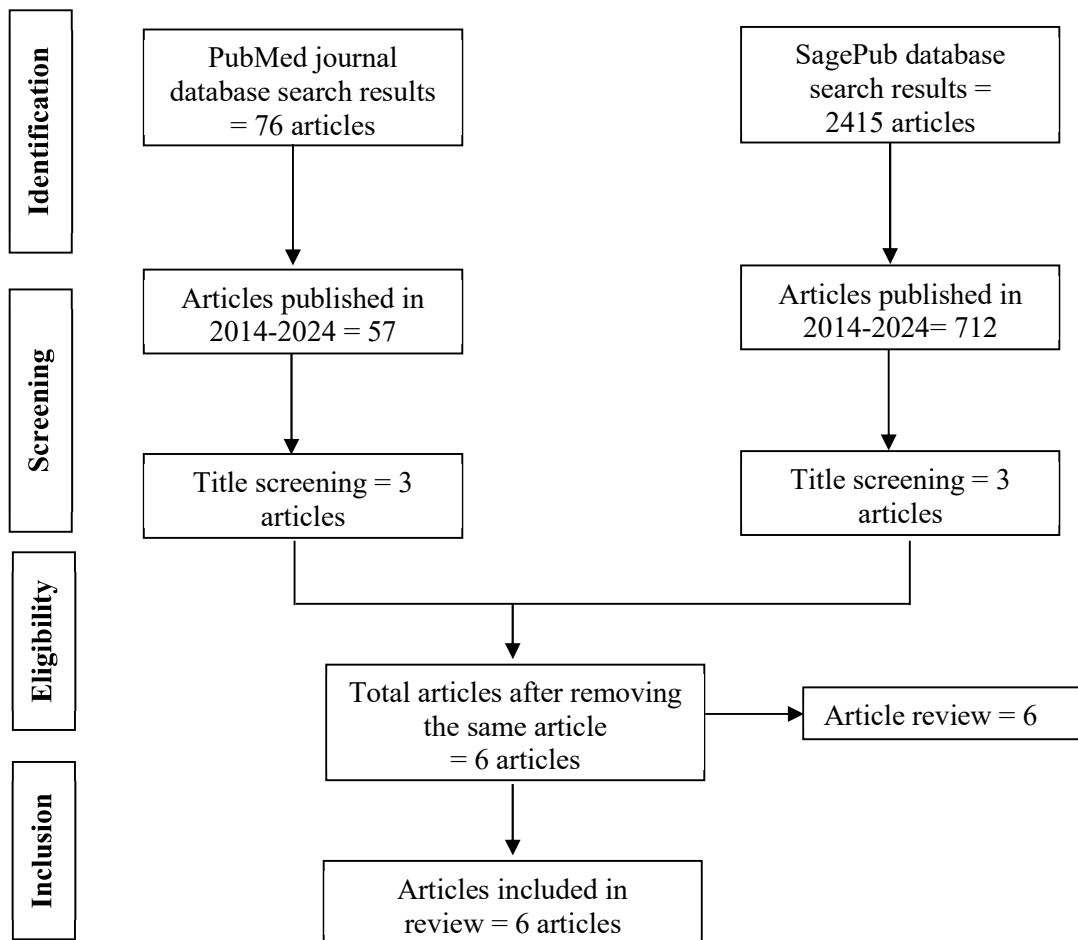 Identification
PubMed journal
database search results
= 76 articles
SagePub database
search results =
2415 articles
Screening
Articles published in
2014-2024 = 57
Articles published in
2014-2024= 712
Title screening = 3
articles
Title screening = 3
articles
Eligibility
Total articles after removing
the same article
= 6 articles
Article review = 6
Inclusion
Articles included in
review = 6 articles